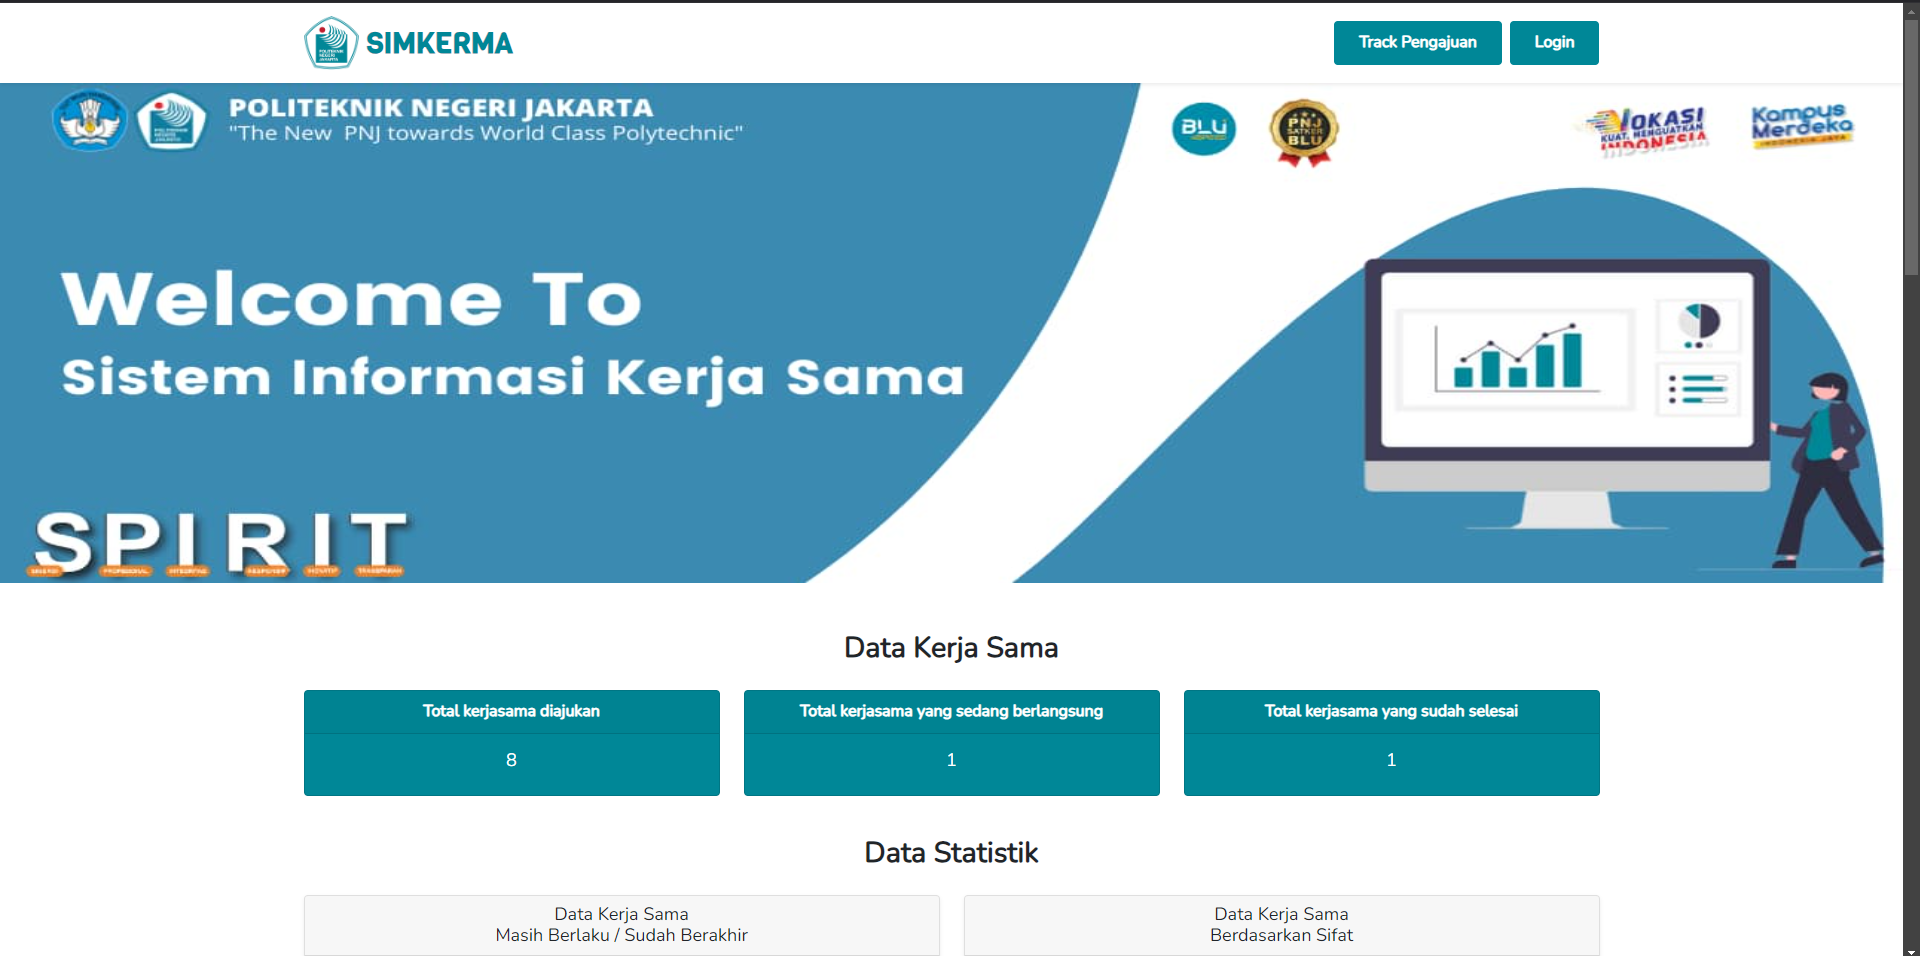 SIMKERMA
Track Pengajuan
Login
POLITEKNIK NEGERI JAKARTA
"The New PNJ towards World Class Polytechnic"
BLU
PNJ
SATKER
BLU
VOKASI
KUAT, MENGUATKAN
INDONESIA
Kampus
Merdeka
INDONESIA JAYA
Welcome To
Sistem Informasi Kerja Sama
SPIRIT
Data Kerja Sama
Total kerjasama diajukan
8
Total kerjasama yang sedang berlangsung
1
Total kerjasama yang sudah selesai
1
Data Statistik
Data Kerja Sama
Masih Berlaku / Sudah Berakhir
Data Kerja Sama
Berdasarkan Sifat